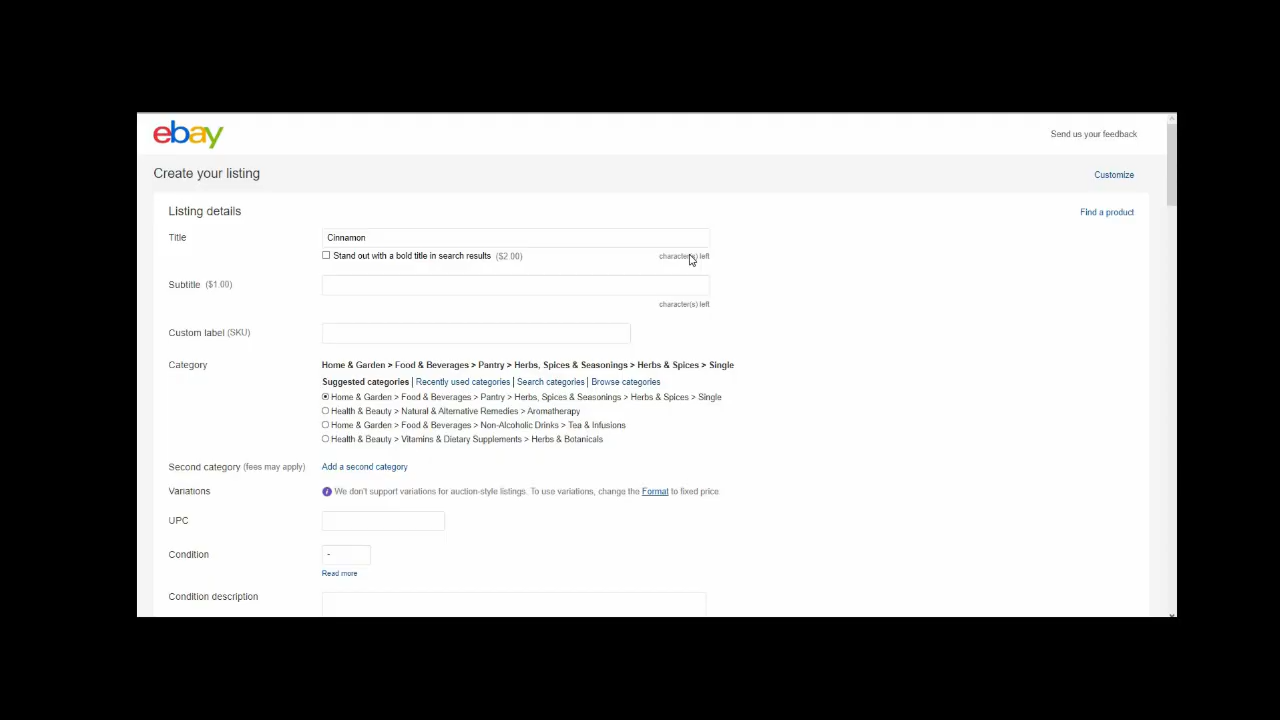 ebay
Send us your feedback
Create your listing
Customize
Listing details
Find a product
Title
Cinnamon
Stand out with a bold title in search results ($2.00)
character(s) left
Subtitle ($1.00)
character(s) left
Custom label (SKU)
Category
Home & Garden > Food & Beverages > Pantry > Herbs, Spices & Seasonings > Herbs & Spices > Single
Suggested categories | Recently used categories | Search categories | Browse categories
Home & Garden > Food & Beverages > Pantry > Herbs, Spices & Seasonings > Herbs & Spices > Single
Health & Beauty > Natural & Alternative Remedies > Aromatherapy
Home & Garden > Food & Beverages > Non-Alcoholic Drinks > Tea & Infusions
Health & Beauty > Vitamins & Dietary Supplements > Herbs & Botanicals
Second category (fees may apply)
Add a second category
Variations
We don't support variations for auction-style listings. To use variations, change the Format to fixed price.
UPC
Condition
-
Read more
Condition description